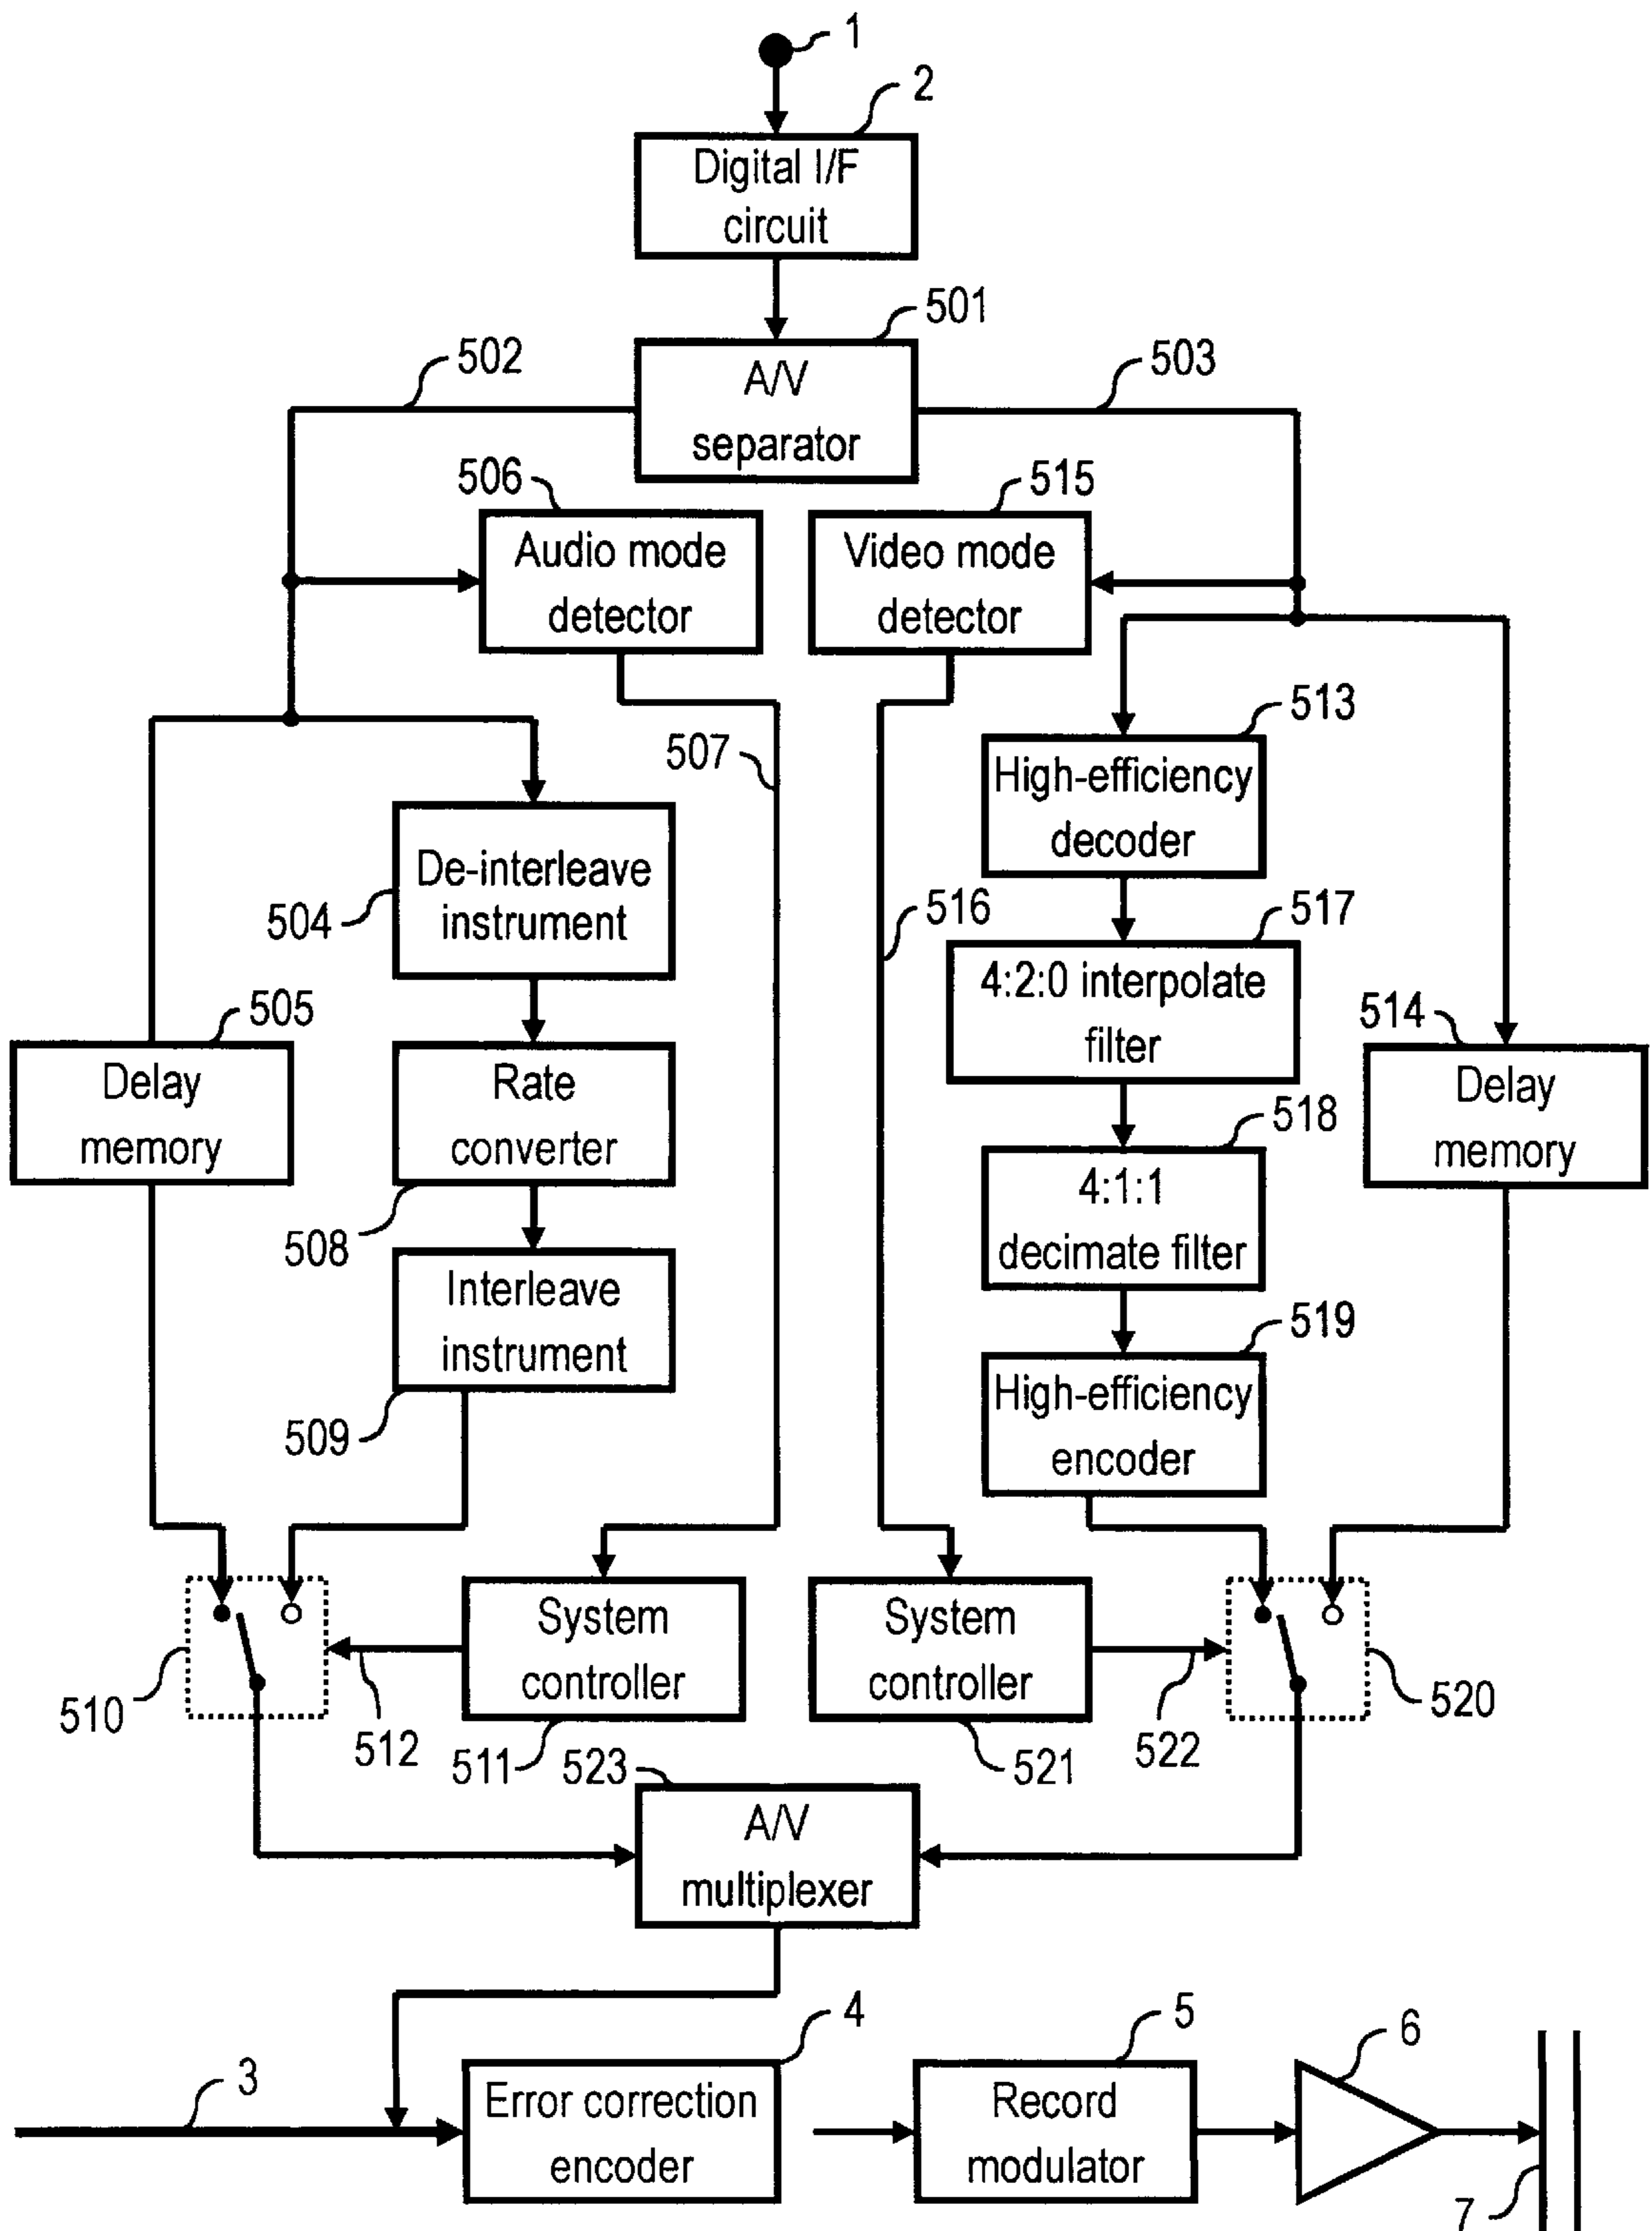 1
2
Digital I/F
circuit
501
502
A/V
separator
503
506
Audio mode
detector
515
Video mode
detector
507
513
High-efficiency
decoder
504
De-interleave
instrument
516
517
4:2:0 interpolate
filter
505
Delay
memory
Rate
converter
508
518
4:1:1
decimate filter
514
Delay
memory
Interleave
instrument
509
519
High-efficiency
encoder
510
System
controller
511
512
System
controller
521
522
520
523
A/V
multiplexer
3
4
Error correction
encoder
5
Record
modulator
6
7